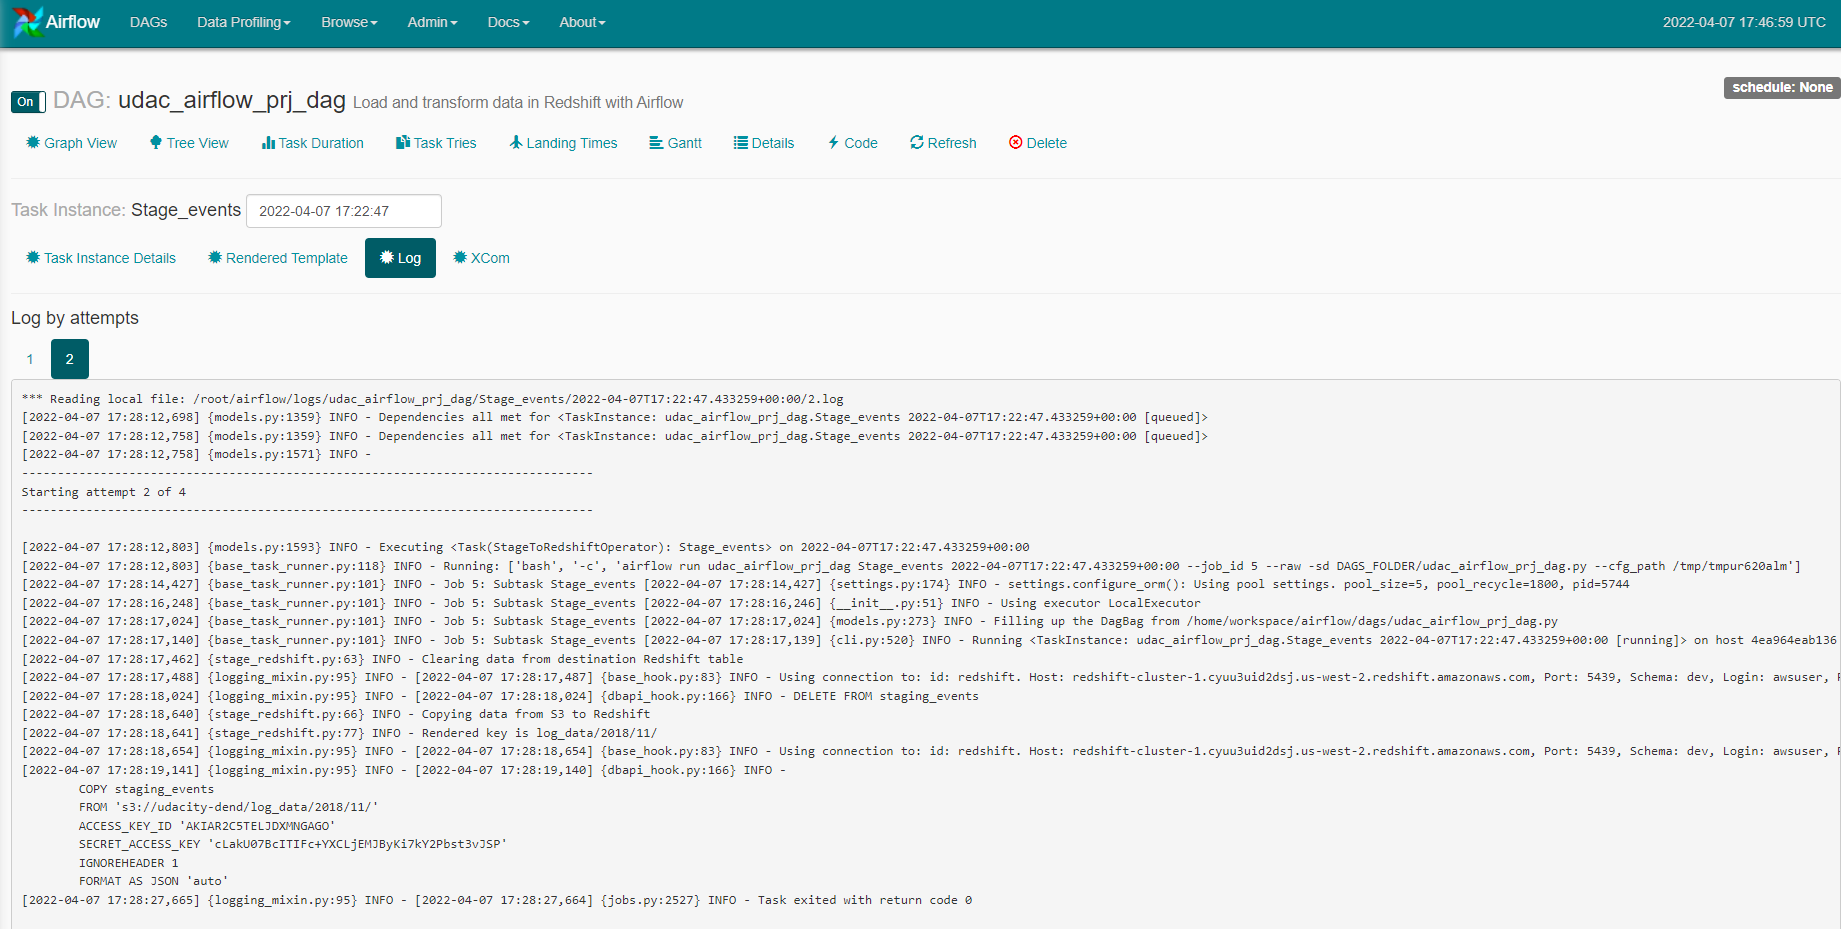 Airflow DAGs Data Profiling Browse Admin Docs About 2022-04-07 17:46:59 UTC
schedule: None
On DAG: udac_airflow_prj_dag Load and transform data in Redshift with Airflow
Graph View Tree View Task Duration Task Tries Landing Times Gantt Details Code Refresh Delete
Task Instance: Stage_events 2022-04-07 17:22:47
Task Instance Details Rendered Template Log XCom
Log by attempts
1 2
*** Reading local file: /root/airflow/logs/udac_airflow_prj_dag/Stage_events/2022-04-07T17:22:47.433259+00:00/2.log
[2022-04-07 17:28:12,698] {models.py:1359} INFO - Dependencies all met for <TaskInstance: udac_airflow_prj_dag.Stage_events 2022-04-07T17:22:47.433259+00:00 [queued]>
[2022-04-07 17:28:12,758] {models.py:1359} INFO - Dependencies all met for <TaskInstance: udac_airflow_prj_dag.Stage_events 2022-04-07T17:22:47.433259+00:00 [queued]>
[2022-04-07 17:28:12,758] {models.py:1571} INFO -
--------------------------------------------------------------------------------
Starting attempt 2 of 4
--------------------------------------------------------------------------------
[2022-04-07 17:28:12,803] {models.py:1593} INFO - Executing <Task(StageToRedshiftOperator): Stage_events> on 2022-04-07T17:22:47.433259+00:00
[2022-04-07 17:28:12,803] {base_task_runner.py:118} INFO - Running: ['bash', '-c', 'airflow run udac_airflow_prj_dag Stage_events 2022-04-07T17:22:47.433259+00:00 --job_id 5 --raw -sd DAGS_FOLDER/udac_airflow_prj_dag.py --cfg_path /tmp/tmpur620alm']
[2022-04-07 17:28:14,427] {base_task_runner.py:101} INFO - Job 5: Subtask Stage_events [2022-04-07 17:28:14,427] {settings.py:174} INFO - settings.configure_orm(): Using pool settings. pool_size=5, pool_recycle=1800, pid=5744
[2022-04-07 17:28:16,248] {base_task_runner.py:101} INFO - Job 5: Subtask Stage_events [2022-04-07 17:28:16,246] {__init__.py:51} INFO - Using executor LocalExecutor
[2022-04-07 17:28:17,024] {base_task_runner.py:101} INFO - Job 5: Subtask Stage_events [2022-04-07 17:28:17,024] {models.py:273} INFO - Filling up the DagBag from /home/workspace/airflow/dags/udac_airflow_prj_dag.py
[2022-04-07 17:28:17,140] {base_task_runner.py:101} INFO - Job 5: Subtask Stage_events [2022-04-07 17:28:17,139] {cli.py:520} INFO - Running <TaskInstance: udac_airflow_prj_dag.Stage_events 2022-04-07T17:22:47.433259+00:00 [running]> on host 4ea964eab136
[2022-04-07 17:28:17,462] {stage_redshift.py:63} INFO - Clearing data from destination Redshift table
[2022-04-07 17:28:17,488] {logging_mixin.py:95} INFO - [2022-04-07 17:28:17,487] {base_hook.py:83} INFO - Using connection to: id: redshift. Host: redshift-cluster-1.cyuu3uid2dsj.us-west-2.redshift.amazonaws.com, Port: 5439, Schema: dev, Login: awsuser,
[2022-04-07 17:28:18,024] {logging_mixin.py:95} INFO - [2022-04-07 17:28:18,024] {dbapi_hook.py:166} INFO - DELETE FROM staging_events
[2022-04-07 17:28:18,640] {stage_redshift.py:66} INFO - Copying data from S3 to Redshift
[2022-04-07 17:28:18,641] {stage_redshift.py:77} INFO - Rendered key is log_data/2018/11/
[2022-04-07 17:28:18,654] {logging_mixin.py:95} INFO - [2022-04-07 17:28:18,654] {base_hook.py:83} INFO - Using connection to: id: redshift. Host: redshift-cluster-1.cyuu3uid2dsj.us-west-2.redshift.amazonaws.com, Port: 5439, Schema: dev, Login: awsuser,
[2022-04-07 17:28:19,141] {logging_mixin.py:95} INFO - [2022-04-07 17:28:19,140] {dbapi_hook.py:166} INFO -
COPY staging_events
FROM 's3://udacity-dend/log_data/2018/11/'
ACCESS_KEY_ID 'AKIAR2C5TELJDXMNGAGO'
SECRET_ACCESS_KEY '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'
IGNOREHEADER 1
FORMAT AS JSON 'auto'
[2022-04-07 17:28:27,665] {logging_mixin.py:95} INFO - [2022-04-07 17:28:27,664] {jobs.py:2527} INFO - Task exited with return code 0